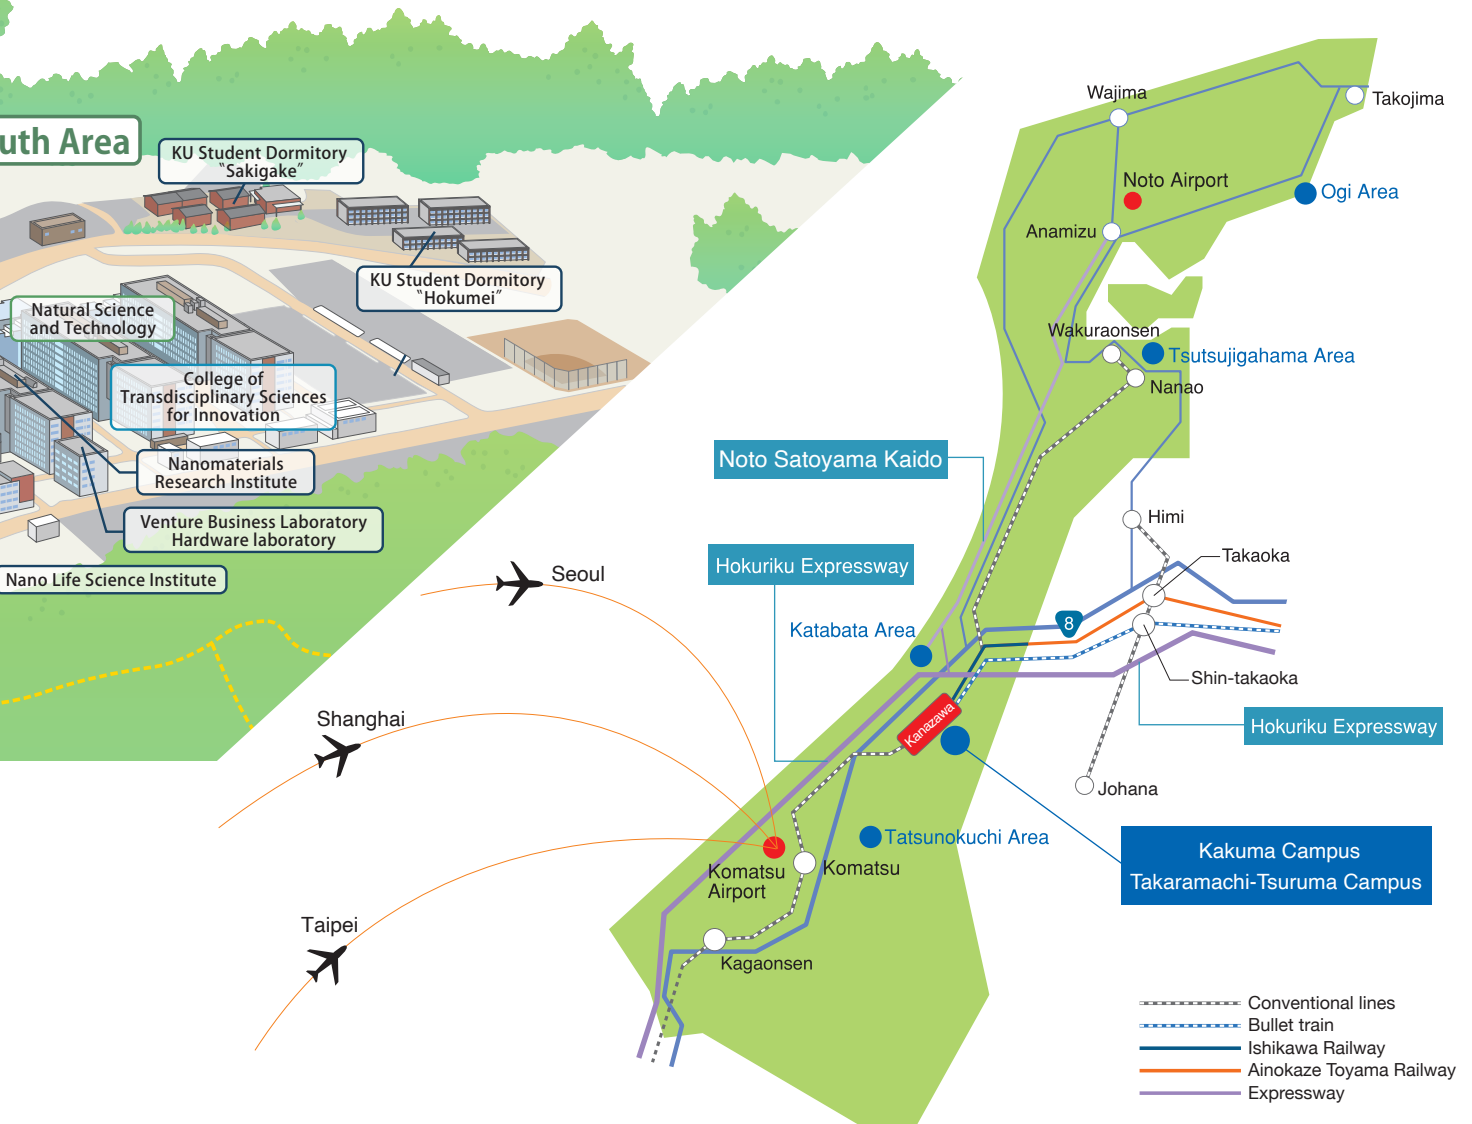 uth Area
KU Student Dormitory
"Sakigake"
KU Student Dormitory
"Hokumei"
Natural Science
and Technology
College of
Transdisciplinary Sciences
for Innovation
Nanomaterials
Research Institute
Venture Business Laboratory
Hardware laboratory
Nano Life Science Institute
Wajima
Takojima
Noto Airport
Ogi Area
Anamizu
Wakuraonsen
Tsutsujigahama Area
Nanao
Noto Satoyama Kaido
Himi
Takaoka
Hokuriku Expressway
8
Katabata Area
Shin-takaoka
Kanazawa
Hokuriku Expressway
Johana
Seoul
Shanghai
Taipei
Tatsunokuchi Area
Komatsu
Airport
Komatsu
Kagaonsen
Kakuma Campus
Takaramachi-Tsuruma Campus
Conventional lines
Bullet train
Ishikawa Railway
Ainokaze Toyama Railway
Expressway